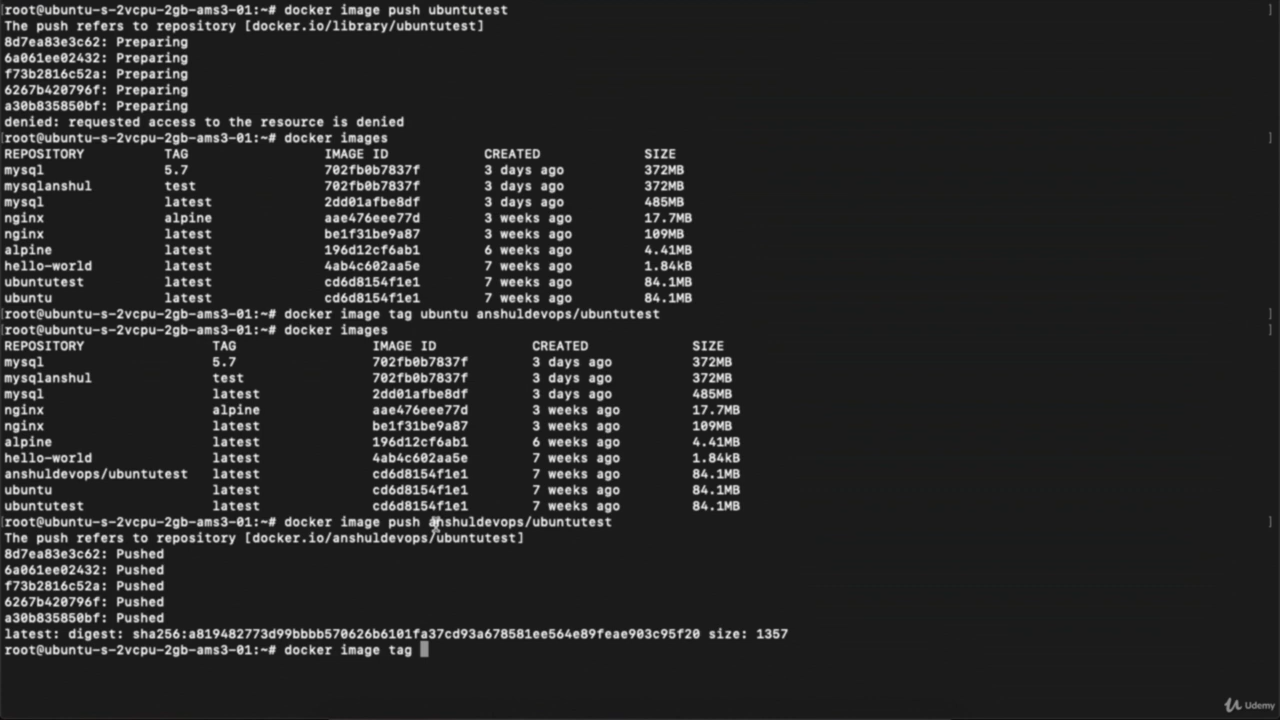 [root@ubuntu-s-2vcpu-2gb-ams3-01:~# docker image push ubuntutest ]
The push refers to repository [docker.io/library/ubuntutest]
8d7ea83e3c62: Preparing
6a061ee02432: Preparing
f73b2816c52a: Preparing
6267b420796f: Preparing
a30b835850bf: Preparing
denied: requested access to the resource is denied
[root@ubuntu-s-2vcpu-2gb-ams3-01:~# docker images ]
REPOSITORY TAG IMAGE ID CREATED SIZE
mysql 5.7 702fb0b7837f 3 days ago 372MB
mysqlanshul test 702fb0b7837f 3 days ago 372MB
mysql latest 2dd01afbe8df 3 days ago 485MB
nginx alpine aae476eee77d 3 weeks ago 17.7MB
nginx latest be1f31be9a87 3 weeks ago 109MB
alpine latest 196d12cf6ab1 6 weeks ago 4.41MB
hello-world latest 4ab4c602aa5e 7 weeks ago 1.84kB
ubuntutest latest cd6d8154f1e1 7 weeks ago 84.1MB
ubuntu latest cd6d8154f1e1 7 weeks ago 84.1MB
[root@ubuntu-s-2vcpu-2gb-ams3-01:~# docker image tag ubuntu anshuldevops/ubuntutest ]
[root@ubuntu-s-2vcpu-2gb-ams3-01:~# docker images ]
REPOSITORY TAG IMAGE ID CREATED SIZE
mysql 5.7 702fb0b7837f 3 days ago 372MB
mysqlanshul test 702fb0b7837f 3 days ago 372MB
mysql latest 2dd01afbe8df 3 days ago 485MB
nginx alpine aae476eee77d 3 weeks ago 17.7MB
nginx latest be1f31be9a87 3 weeks ago 109MB
alpine latest 196d12cf6ab1 6 weeks ago 4.41MB
hello-world latest 4ab4c602aa5e 7 weeks ago 1.84kB
anshuldevops/ubuntutest latest cd6d8154f1e1 7 weeks ago 84.1MB
ubuntu latest cd6d8154f1e1 7 weeks ago 84.1MB
ubuntutest latest cd6d8154f1e1 7 weeks ago 84.1MB
[root@ubuntu-s-2vcpu-2gb-ams3-01:~# docker image push anshuldevops/ubuntutest ]
The push refers to repository [docker.io/anshuldevops/ubuntutest]
8d7ea83e3c62: Pushed
6a061ee02432: Pushed
f73b2816c52a: Pushed
6267b420796f: Pushed
a30b835850bf: Pushed
latest: digest: sha256:a819482773d99bbbb570626b6101fa37cd93a678581ee564e89feae903c95f20 size: 1357
root@ubuntu-s-2vcpu-2gb-ams3-01:~# docker image tag
Udemy